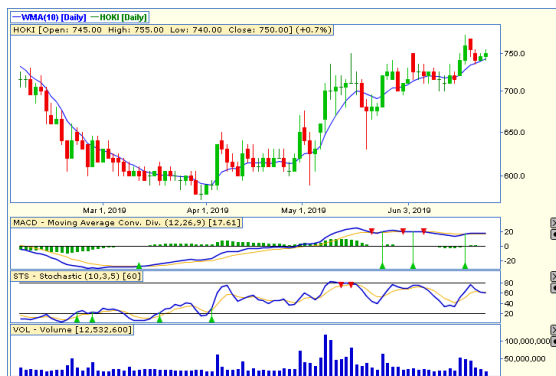 WMA(10) [Daily] HOKI [Daily]
HOKI [Open: 745.00 High: 755.00 Low: 740.00 Close: 750.00] (+0.7%)
750.0
700.0
650.0
600.0
Mar 1, 2019 Apr 1, 2019 May 1, 2019 Jun 3, 2019
MACD - Moving Average Conv. Div. (12,26,9) [17.61]
20
0
-20
STS - Stochastic (10,3,5) [60]
80
60
40
20
VOL - Volume [12,532,600]
100,000,000
50,000,000